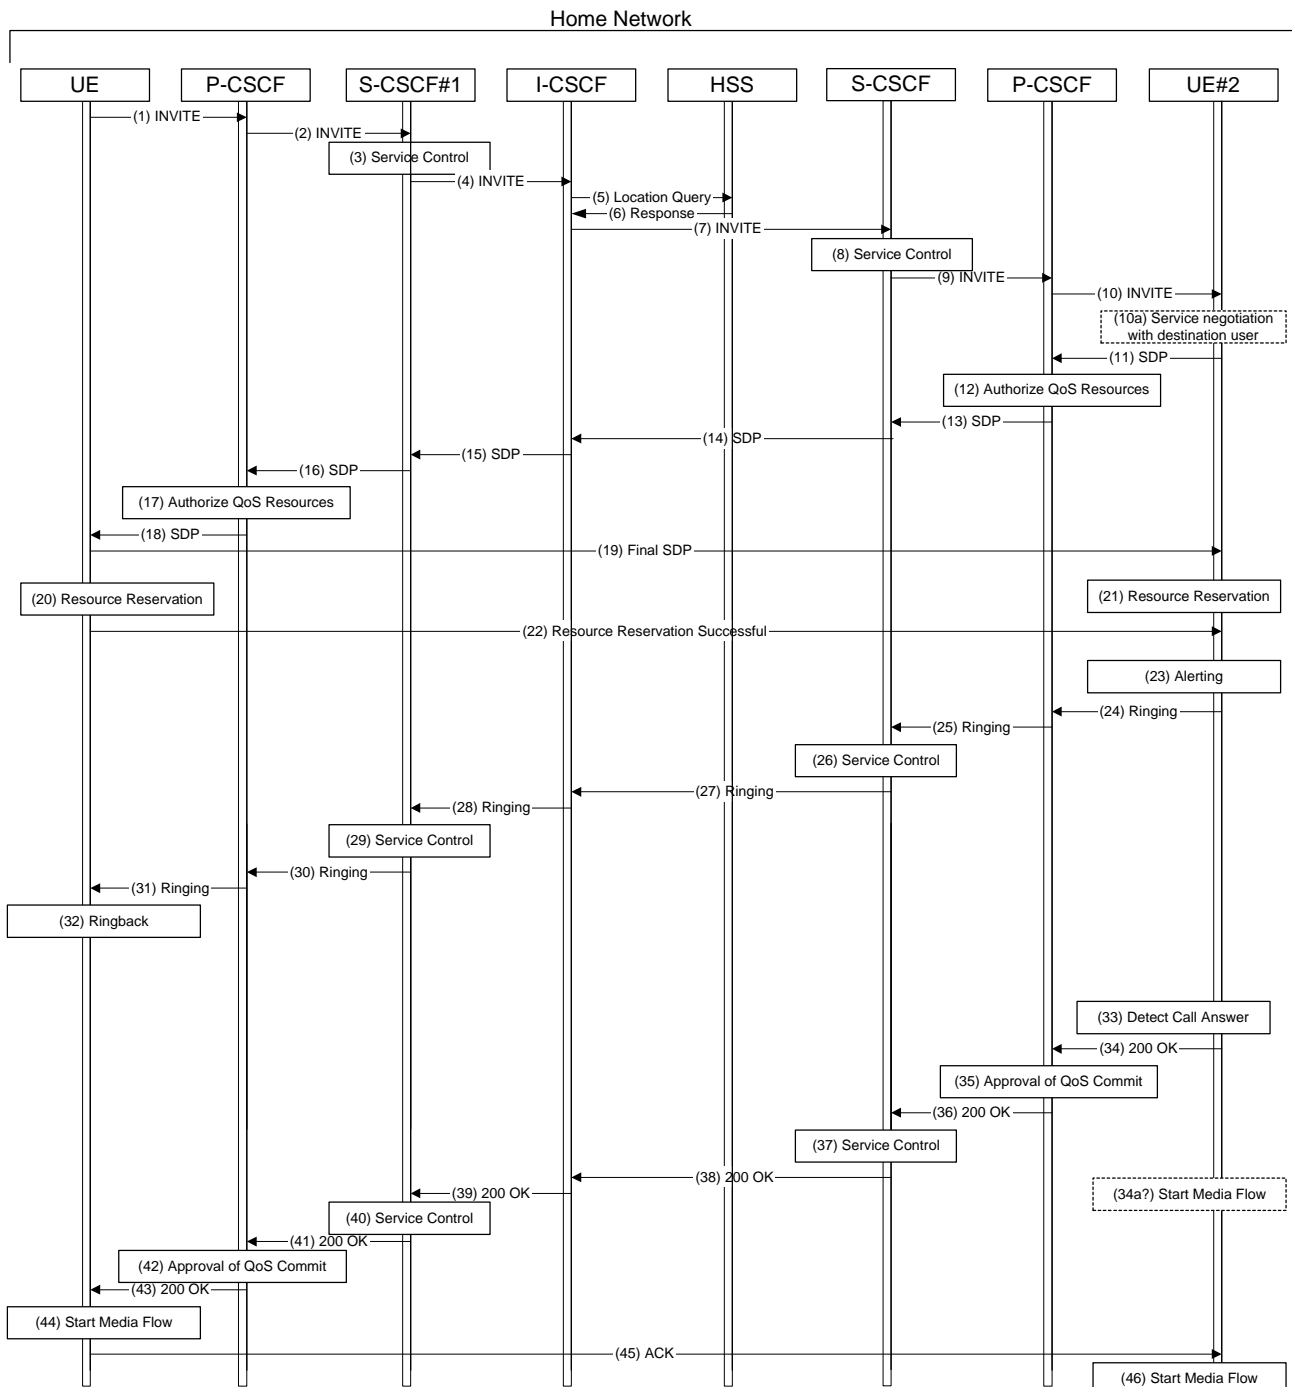 Home Network
UE
P-CSCF
S-CSCF#1
I-CSCF
HSS
S-CSCF
P-CSCF
UE#2
(1) INVITE
(2) INVITE
(3) Service Control
(4) INVITE
(5) Location Query
(6) Response
(7) INVITE
(8) Service Control
(9) INVITE
(10) INVITE
(10a) Service negotiation
with destination user
(11) SDP
(12) Authorize QoS Resources
(13) SDP
(14) SDP
(15) SDP
(16) SDP
(17) Authorize QoS Resources
(18) SDP
(19) Final SDP
(20) Resource Reservation
(21) Resource Reservation
(22) Resource Reservation Successful
(23) Alerting
(24) Ringing
(25) Ringing
(26) Service Control
(27) Ringing
(28) Ringing
(29) Service Control
(30) Ringing
(31) Ringing
(32) Ringback
(33) Detect Call Answer
(34) 200 OK
(35) Approval of QoS Commit
(36) 200 OK
(37) Service Control
(38) 200 OK
(39) 200 OK
(34a?) Start Media Flow
(40) Service Control
(41) 200 OK
(42) Approval of QoS Commit
(43) 200 OK
(44) Start Media Flow
(45) ACK
(46) Start Media Flow